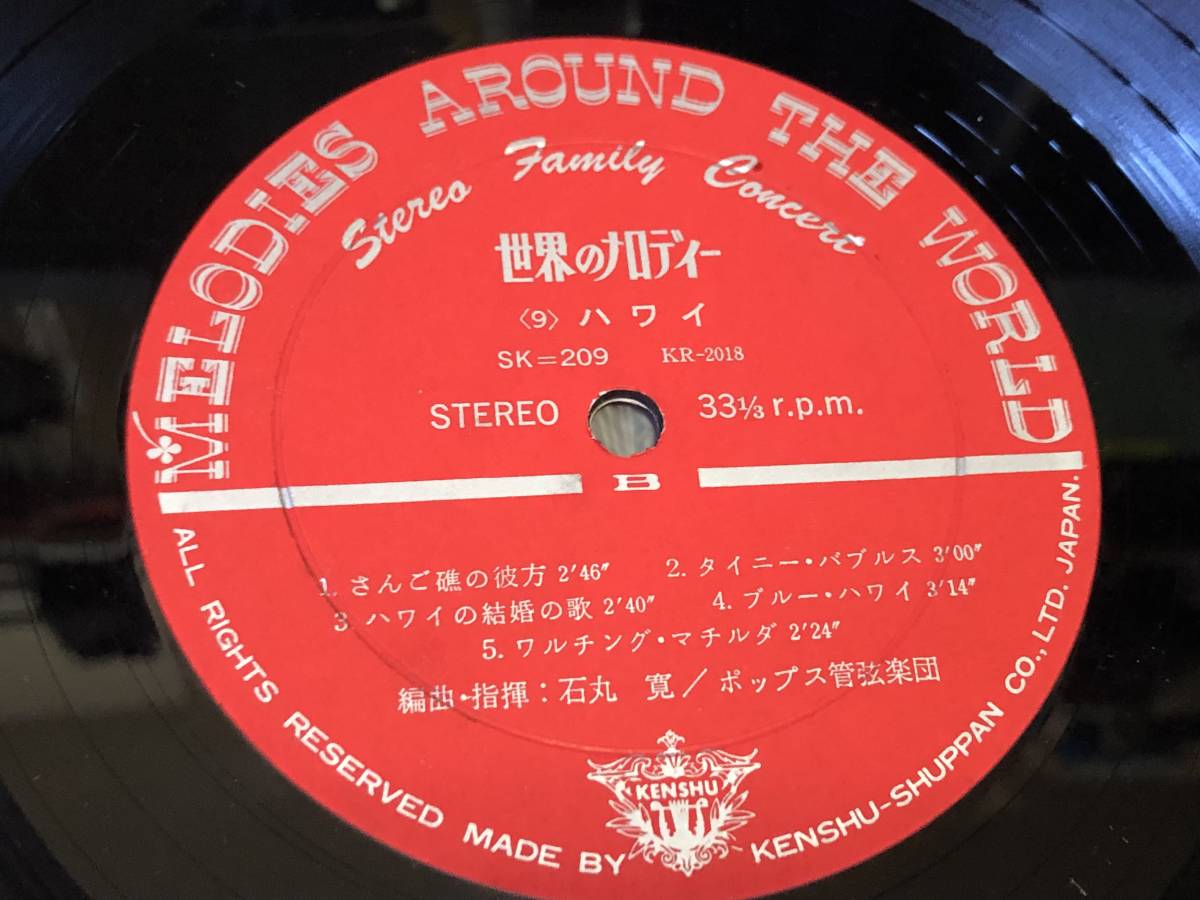 MELODIES AROUND THE WORLD
Stereo Family Concert
世界のメロディー
〈9〉ハワイ
SK=209 KR-2018
STEREO 33⅓ r.p.m.
B
1. さんご礁の彼方 2'46" 2. タイニー・バブルス 3'00"
3. ハワイの結婚の歌 2'40" 4. ブルー・ハワイ 3'14"
5. ワルチング・マチルダ 2'24"
編曲・指揮：石丸 寛／ポップス管弦楽団
KENSHU
ALL RIGHTS RESERVED MADE BY KENSHU-SHUPPAN CO., LTD. JAPAN.